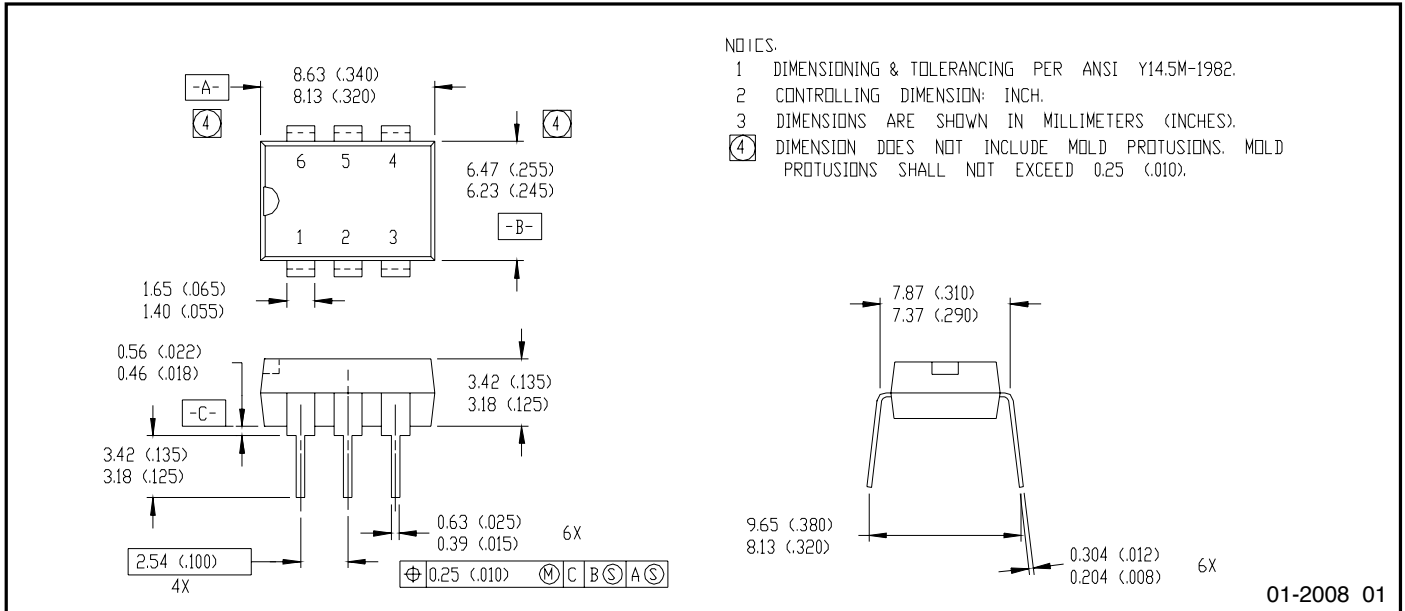 NOTES.
1 DIMENSIONING & TOLERANCING PER ANSI Y14.5M-1982.
2 CONTROLLING DIMENSION: INCH.
3 DIMENSIONS ARE SHOWN IN MILLIMETERS (INCHES).
4 DIMENSION DOES NOT INCLUDE MOLD PROTUSIONS. MOLD
PROTUSIONS SHALL NOT EXCEED 0.25 (.010).
-A-
8.63 (.340)
8.13 (.320)
4
4
6 5 4
6.47 (.255)
6.23 (.245)
-B-
1 2 3
1.65 (.065)
1.40 (.055)
0.56 (.022)
0.46 (.018)
3.42 (.135)
3.18 (.125)
-C-
3.42 (.135)
3.18 (.125)
0.63 (.025)
0.39 (.015)
6X
2.54 (.100)
4X
⌖ 0.25 (.010) Ⓜ C B Ⓢ A Ⓢ
7.87 (.310)
7.37 (.290)
9.65 (.380)
8.13 (.320)
0.304 (.012)
0.204 (.008)
6X
01-2008 01